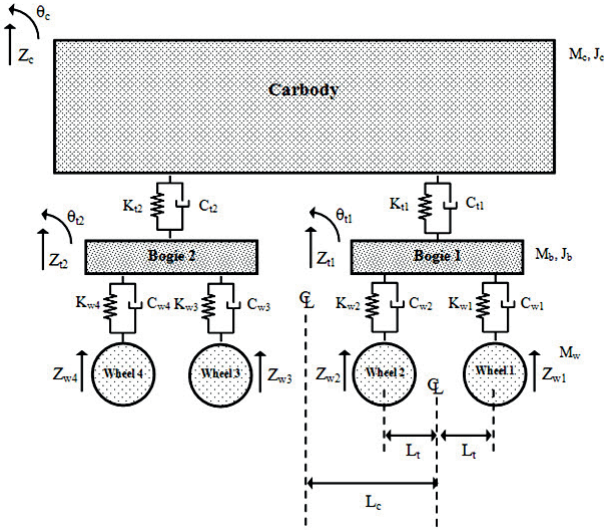 θc
Zc
Carbody
Mc, Jc
Kt2
Ct2
Kt1
Ct1
θt2
Zt2
Bogie 2
θt1
Zt1
Bogie 1
Mb, Jb
Kw4
Cw4
Kw3
Cw3
℄
Kw2
Cw2
Kw1
Cw1
Zw4
Wheel 4
Wheel 3
Zw3
Zw2
Wheel 2
℄
Wheel 1
Zw1
Mw
Lt
Lt
Lc